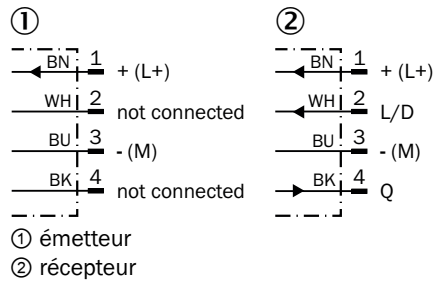 ① ②
BN 1 + (L+) BN 1 + (L+)
WH 2 not connected WH 2 L/D
BU 3 - (M) BU 3 - (M)
BK 4 not connected BK 4 Q
① émetteur
② récepteur